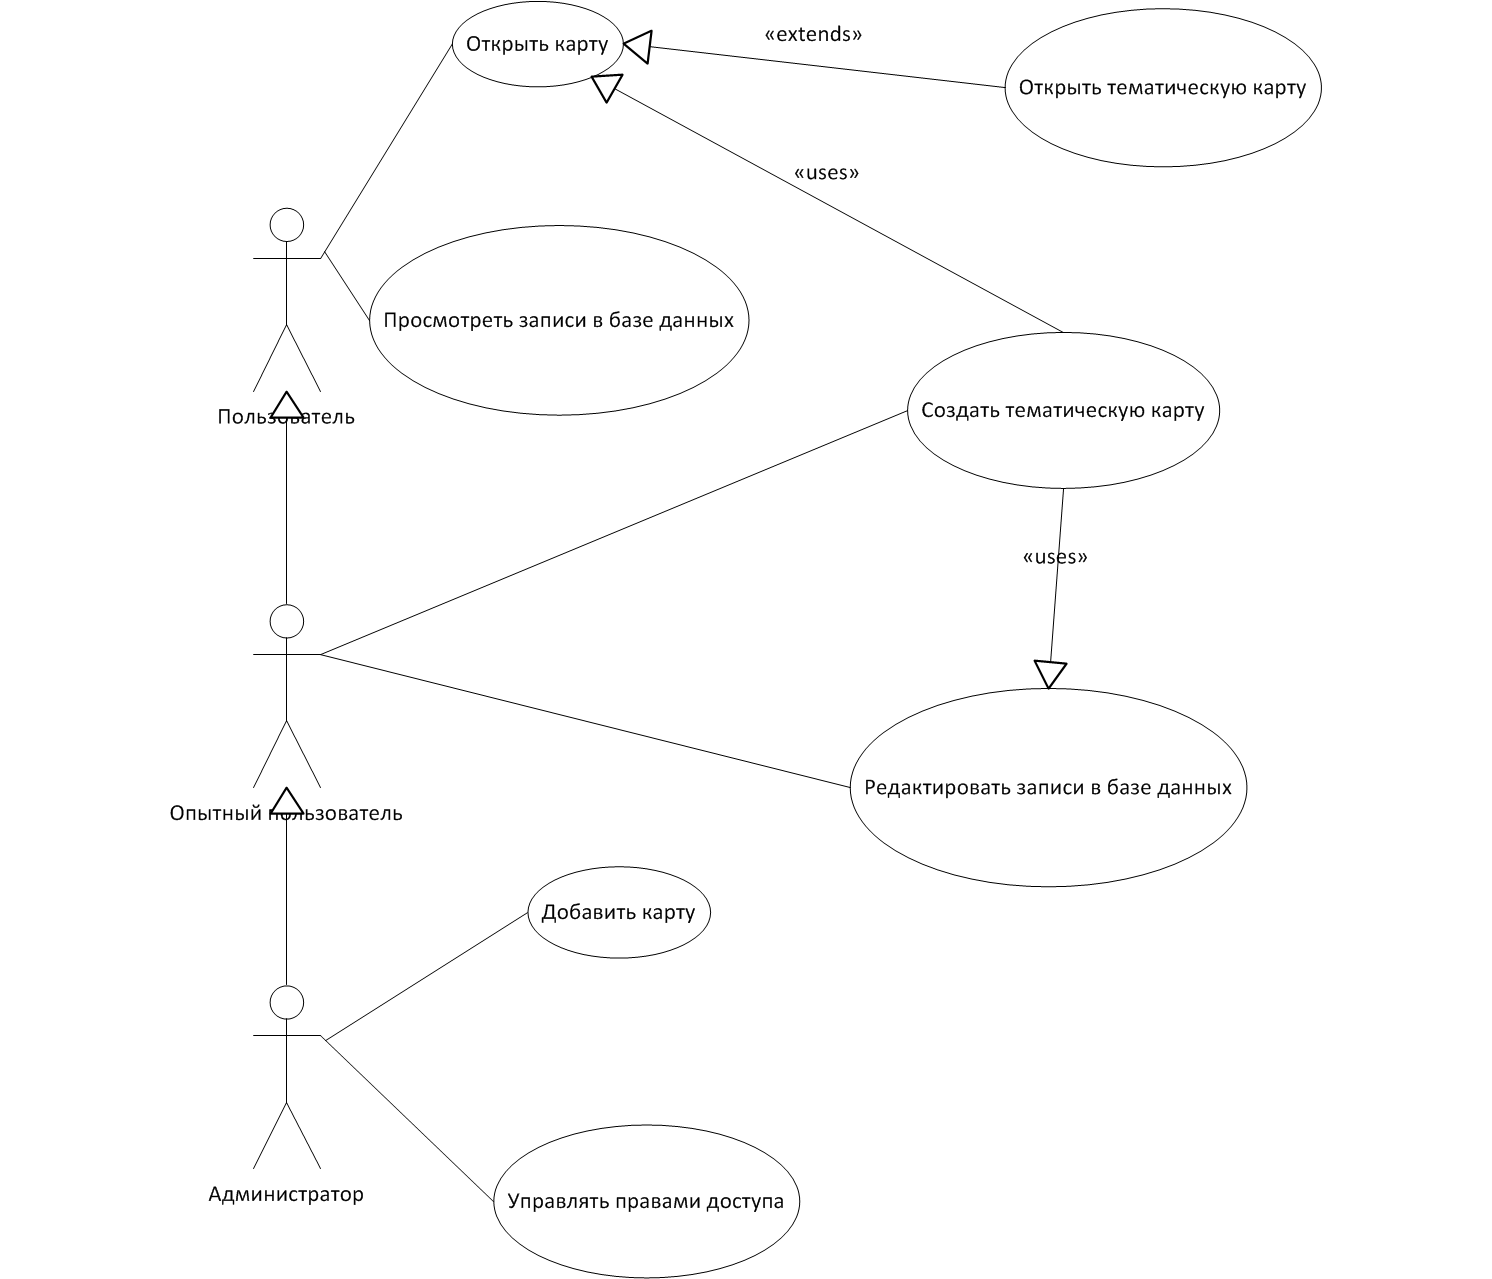 Открыть карту
«extends»
Открыть тематическую карту
«uses»
Просмотреть записи в базе данных
Пользователь
Создать тематическую карту
«uses»
Редактировать записи в базе данных
Опытный пользователь
Добавить карту
Администратор
Управлять правами доступа